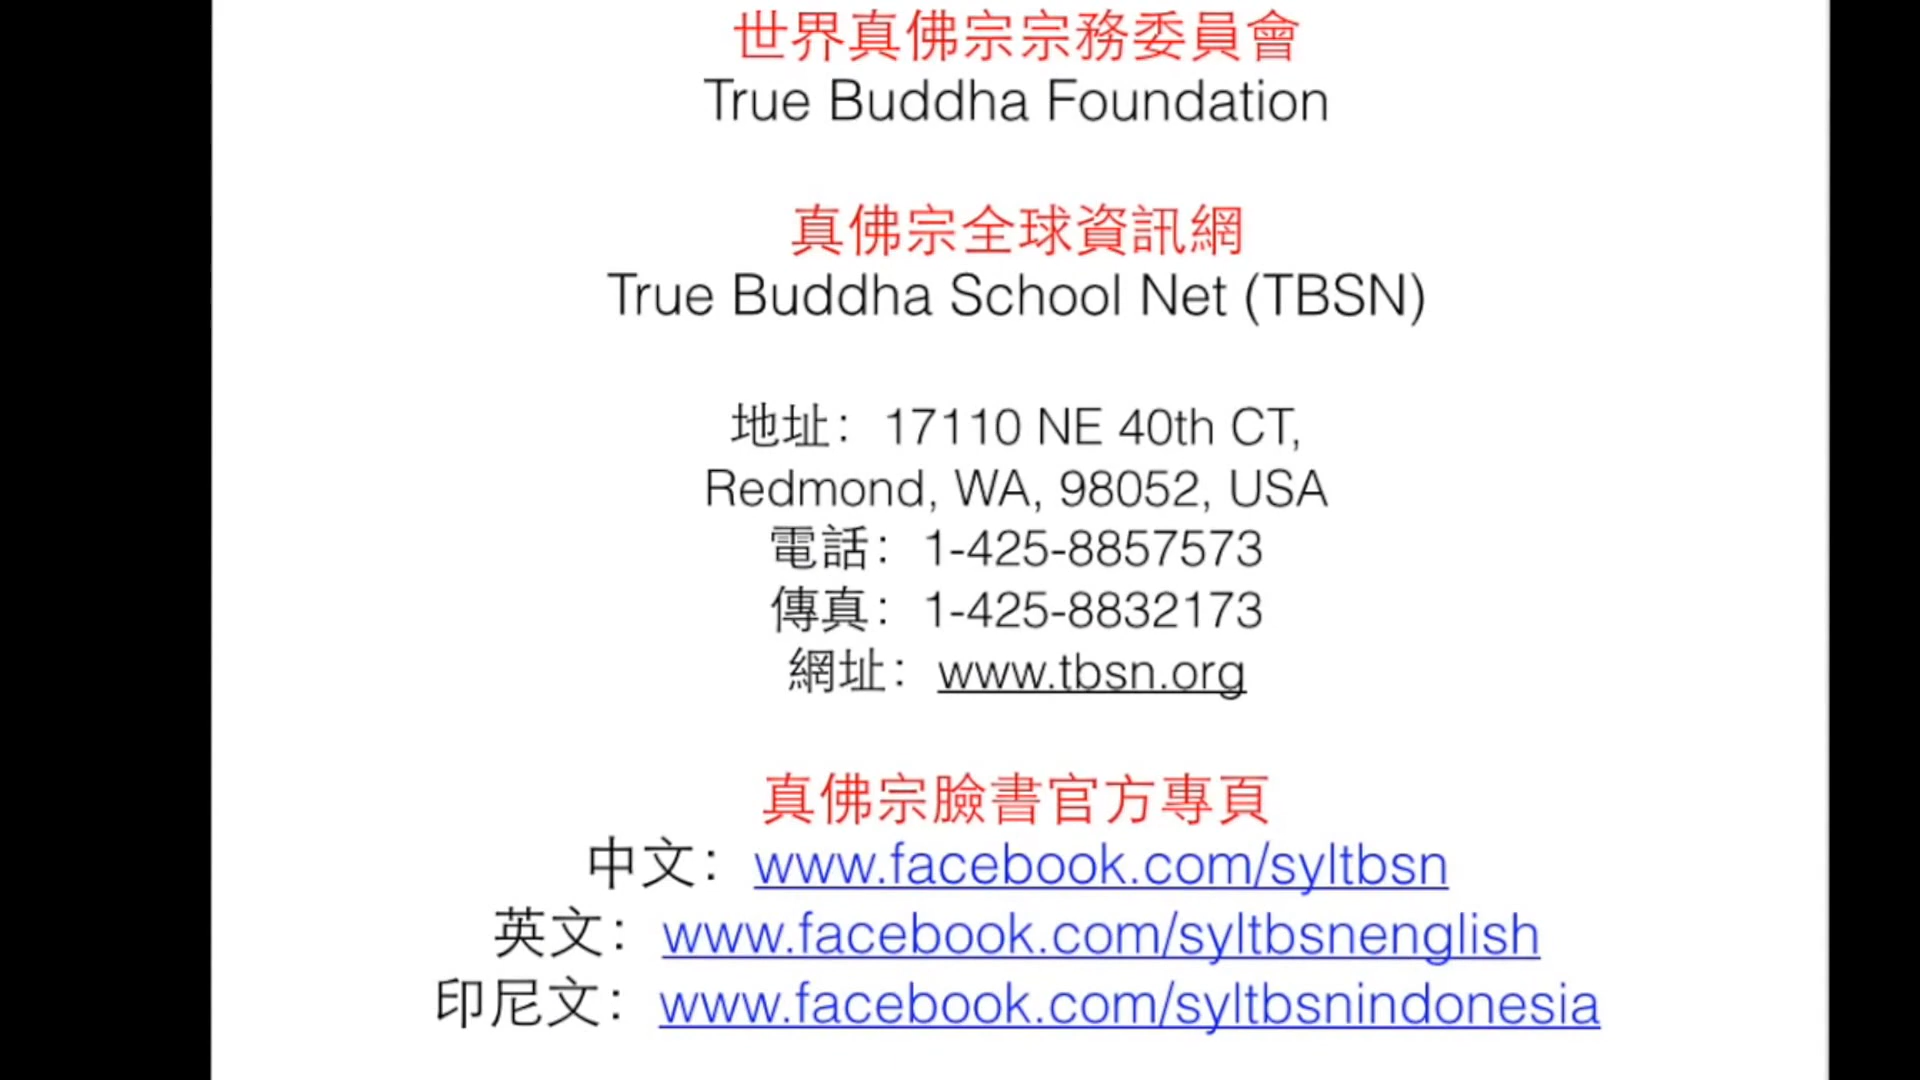 世界真佛宗宗務委員會
True Buddha Foundation
真佛宗全球資訊網
True Buddha School Net (TBSN)
地址：17110 NE 40th CT,
Redmond, WA, 98052, USA
電話：1-425-8857573
傳真：1-425-8832173
網址：www.tbsn.org
真佛宗臉書官方專頁
中文：www.facebook.com/syltbsn
英文：www.facebook.com/syltbsnenglish
印尼文：www.facebook.com/syltbsnindonesia